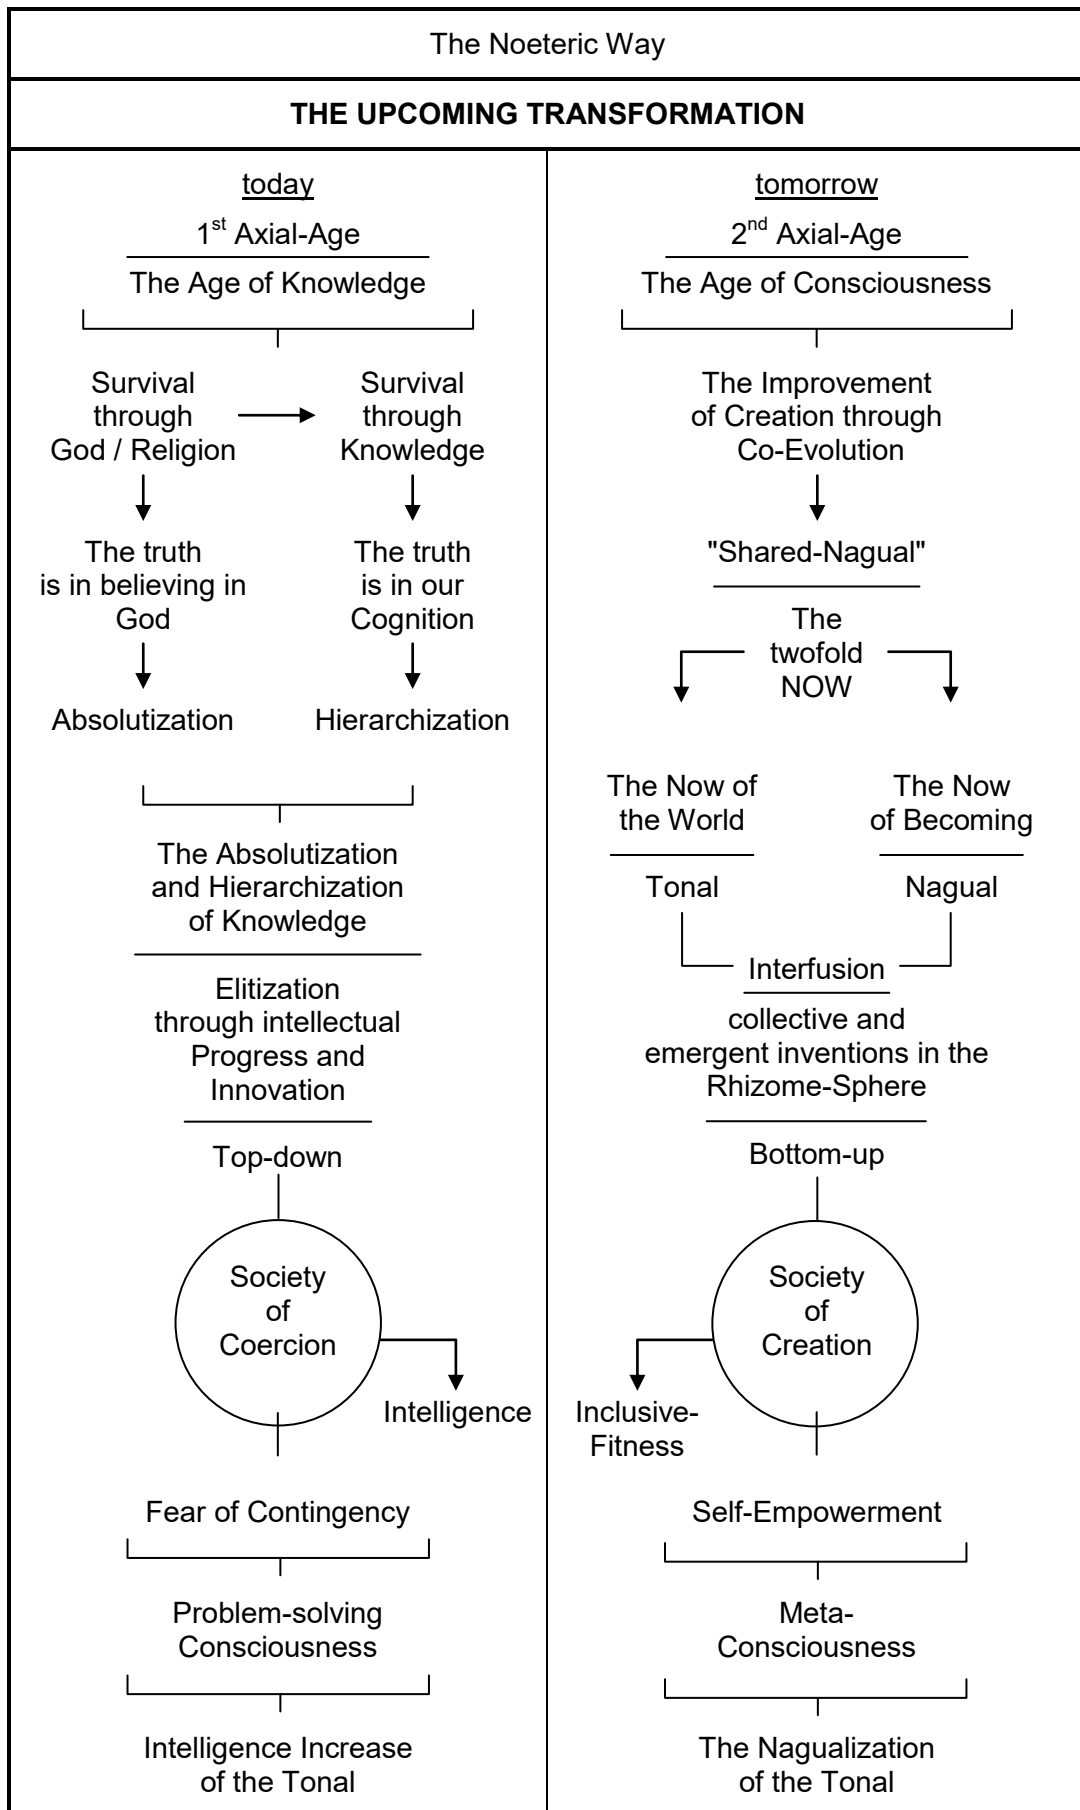 The Noeteric Way
THE UPCOMING TRANSFORMATION
today
1st Axial-Age
The Age of Knowledge
Survival
through
God / Religion
Survival
through
Knowledge
The truth
is in believing in
God
The truth
is in our
Cognition
Absolutization
Hierarchization
The Absolutization
and Hierarchization
of Knowledge
Elitization
through intellectual
Progress and
Innovation
Top-down
Society
of
Coercion
Intelligence
Fear of Contingency
Problem-solving
Consciousness
Intelligence Increase
of the Tonal
tomorrow
2nd Axial-Age
The Age of Consciousness
The Improvement
of Creation through
Co-Evolution
"Shared-Nagual"
The
twofold
NOW
The Now of
the World
The Now
of Becoming
Tonal
Nagual
Interfusion
collective and
emergent inventions in the
Rhizome-Sphere
Bottom-up
Society
of
Creation
Inclusive-
Fitness
Self-Empowerment
Meta-
Consciousness
The Nagualization
of the Tonal